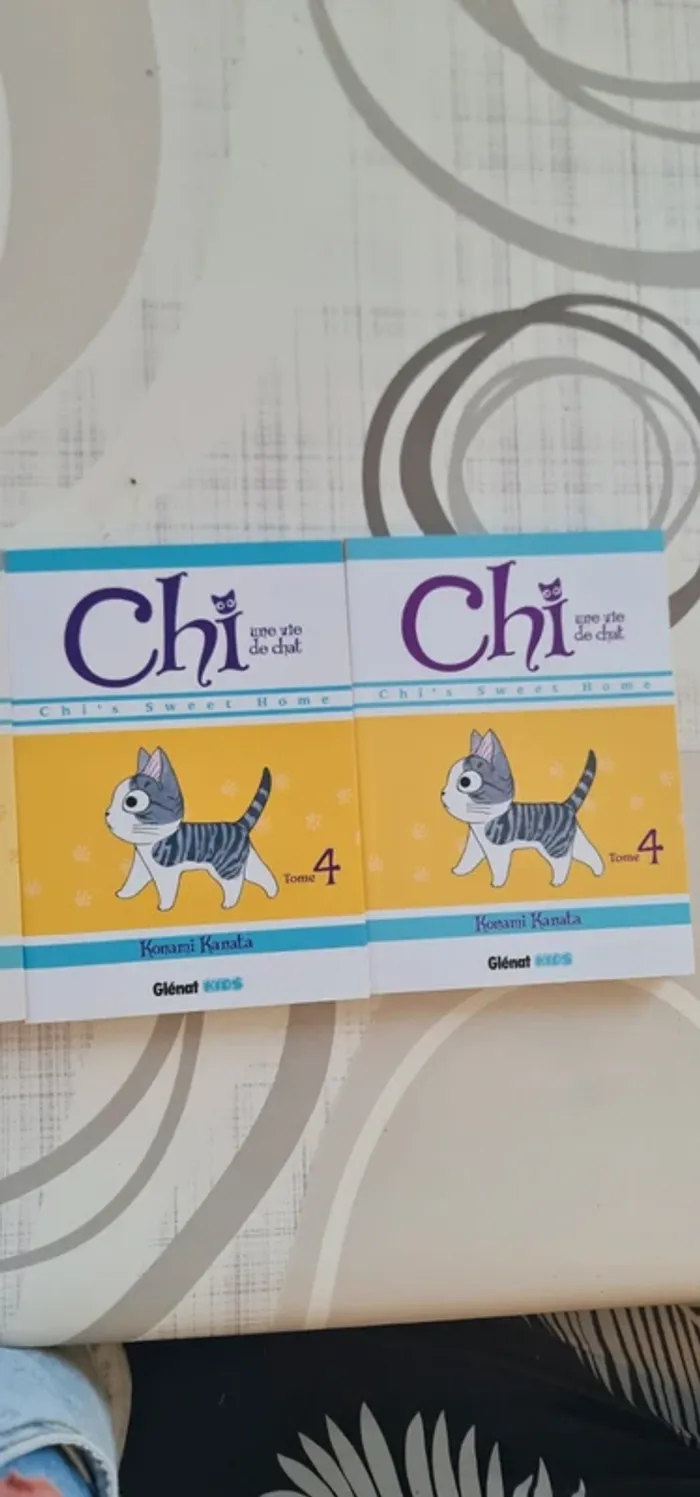 Chi
une vie
de chat
Chi's Sweet Home
Tome 4
Konami Kanata
Glénat KIDS
Chi
une vie
de chat
Chi's Sweet Home
Tome 4
Konami Kanata
Glénat KIDS